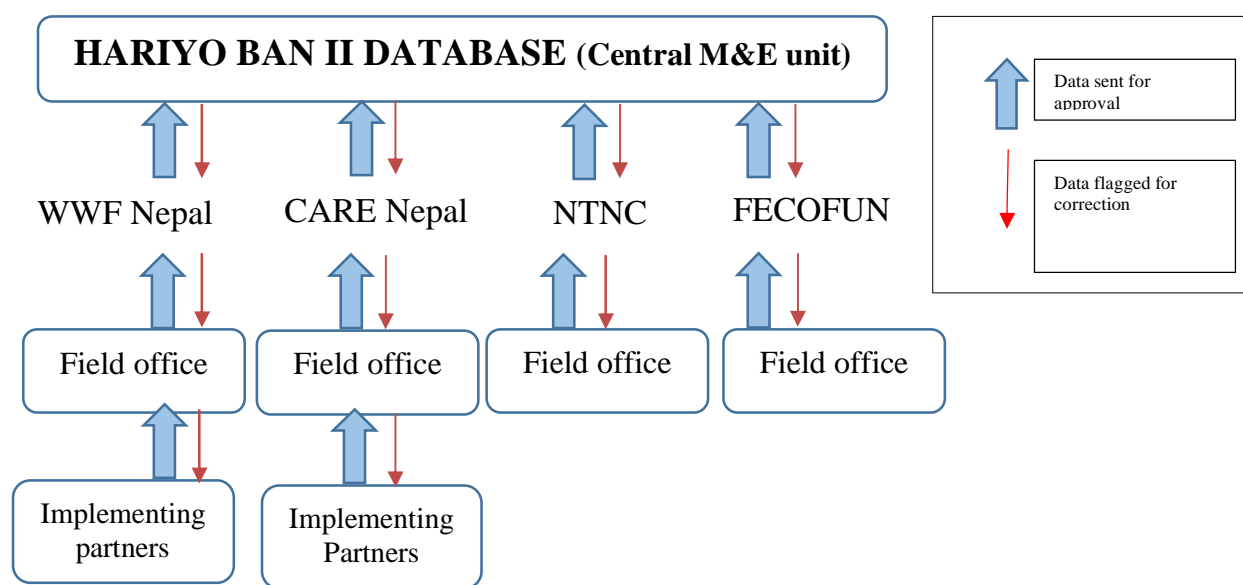 HARIYO BAN II DATABASE (Central M&E unit)
Data sent for
approval
Data flagged for
correction
WWF Nepal
CARE Nepal
NTNC
FECOFUN
Field office
Field office
Field office
Field office
Implementing
partners
Implementing
Partners